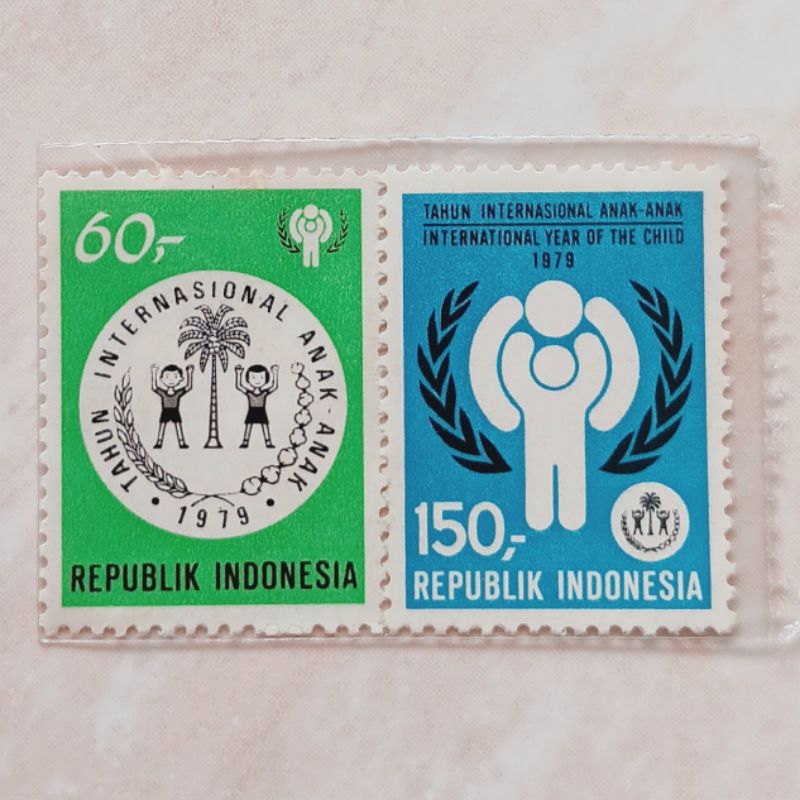 60,-
TAHUN INTERNASIONAL ANAK-ANAK
• 1979 •
REPUBLIK INDONESIA
TAHUN INTERNASIONAL ANAK-ANAK
INTERNATIONAL YEAR OF THE CHILD
1979
150,-
REPUBLIK INDONESIA